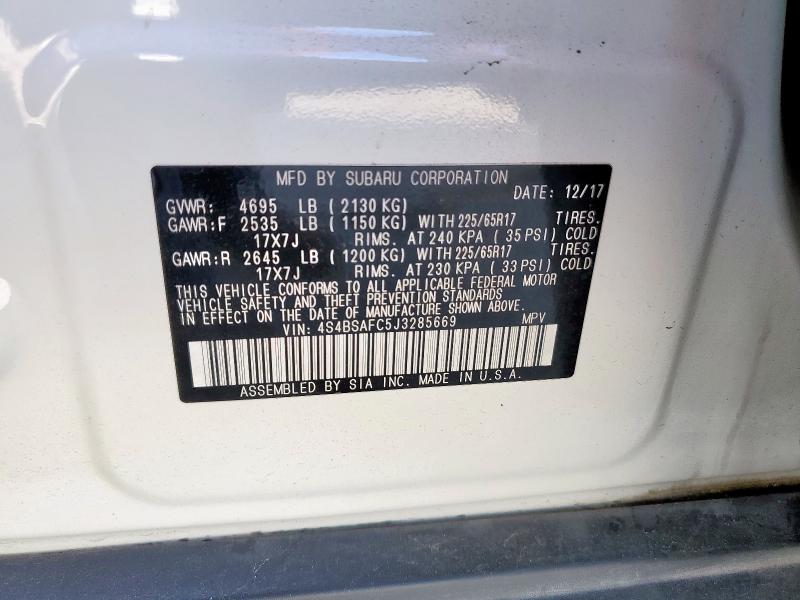 MFD BY SUBARU CORPORATION
DATE: 12/17
GVWR: 4695 LB ( 2130 KG)
GAWR:F 2535 LB ( 1150 KG) WITH 225/65R17 TIRES.
17X7J RIMS. AT 240 KPA ( 35 PSI) COLD
GAWR:R 2645 LB ( 1200 KG) WITH 225/65R17 TIRES.
17X7J RIMS. AT 230 KPA ( 33 PSI) COLD
THIS VEHICLE CONFORMS TO ALL APPLICABLE FEDERAL MOTOR
VEHICLE SAFETY AND THEFT PREVENTION STANDARDS
IN EFFECT ON THE DATE OF MANUFACTURE SHOWN ABOVE.
VIN: 4S4BSAFC5J3285669 MPV
ASSEMBLED BY SIA INC. MADE IN U.S.A.